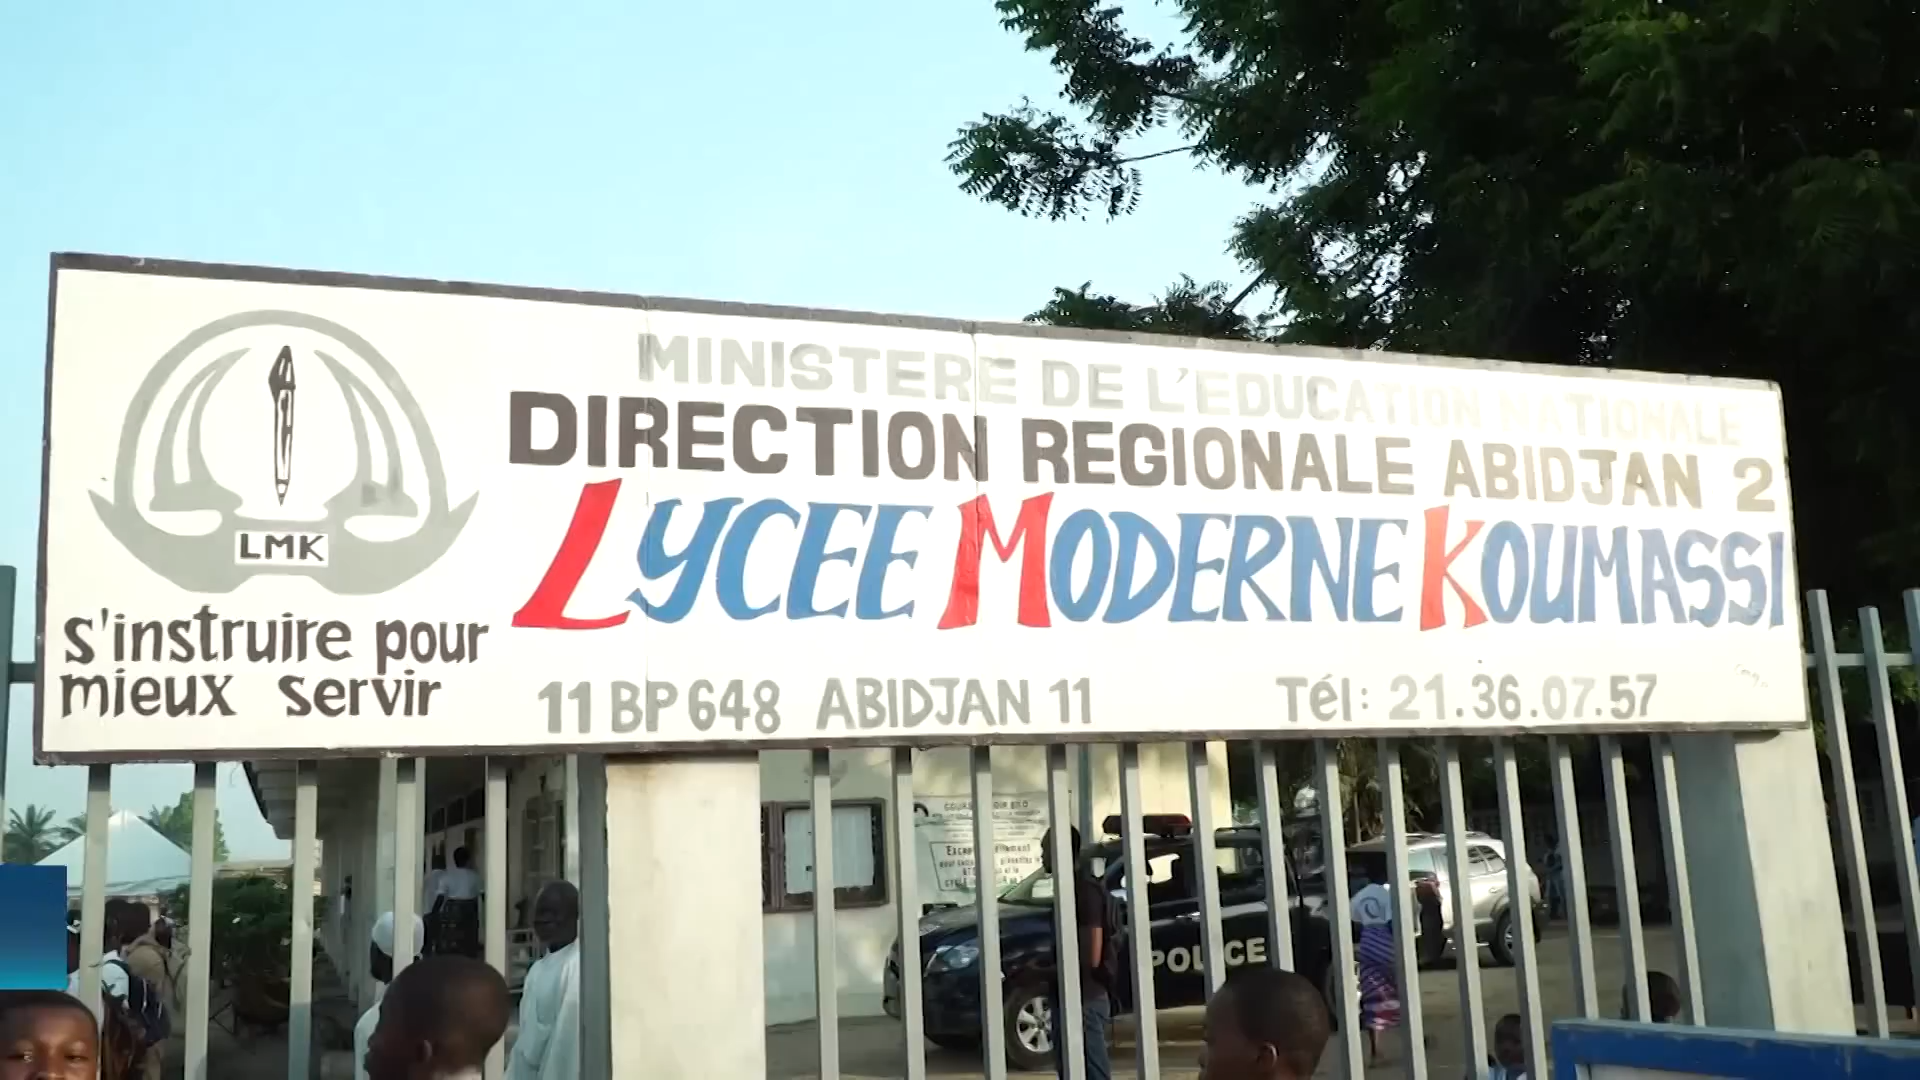 MINISTERE DE L'EDUCATION NATIONALE
DIRECTION REGIONALE ABIDJAN 2
LYCEE MODERNE KOUMASSI
LMK
s'instruire pour
mieux servir
11 BP 648 ABIDJAN 11
Tél: 21.36.07.57
POLICE